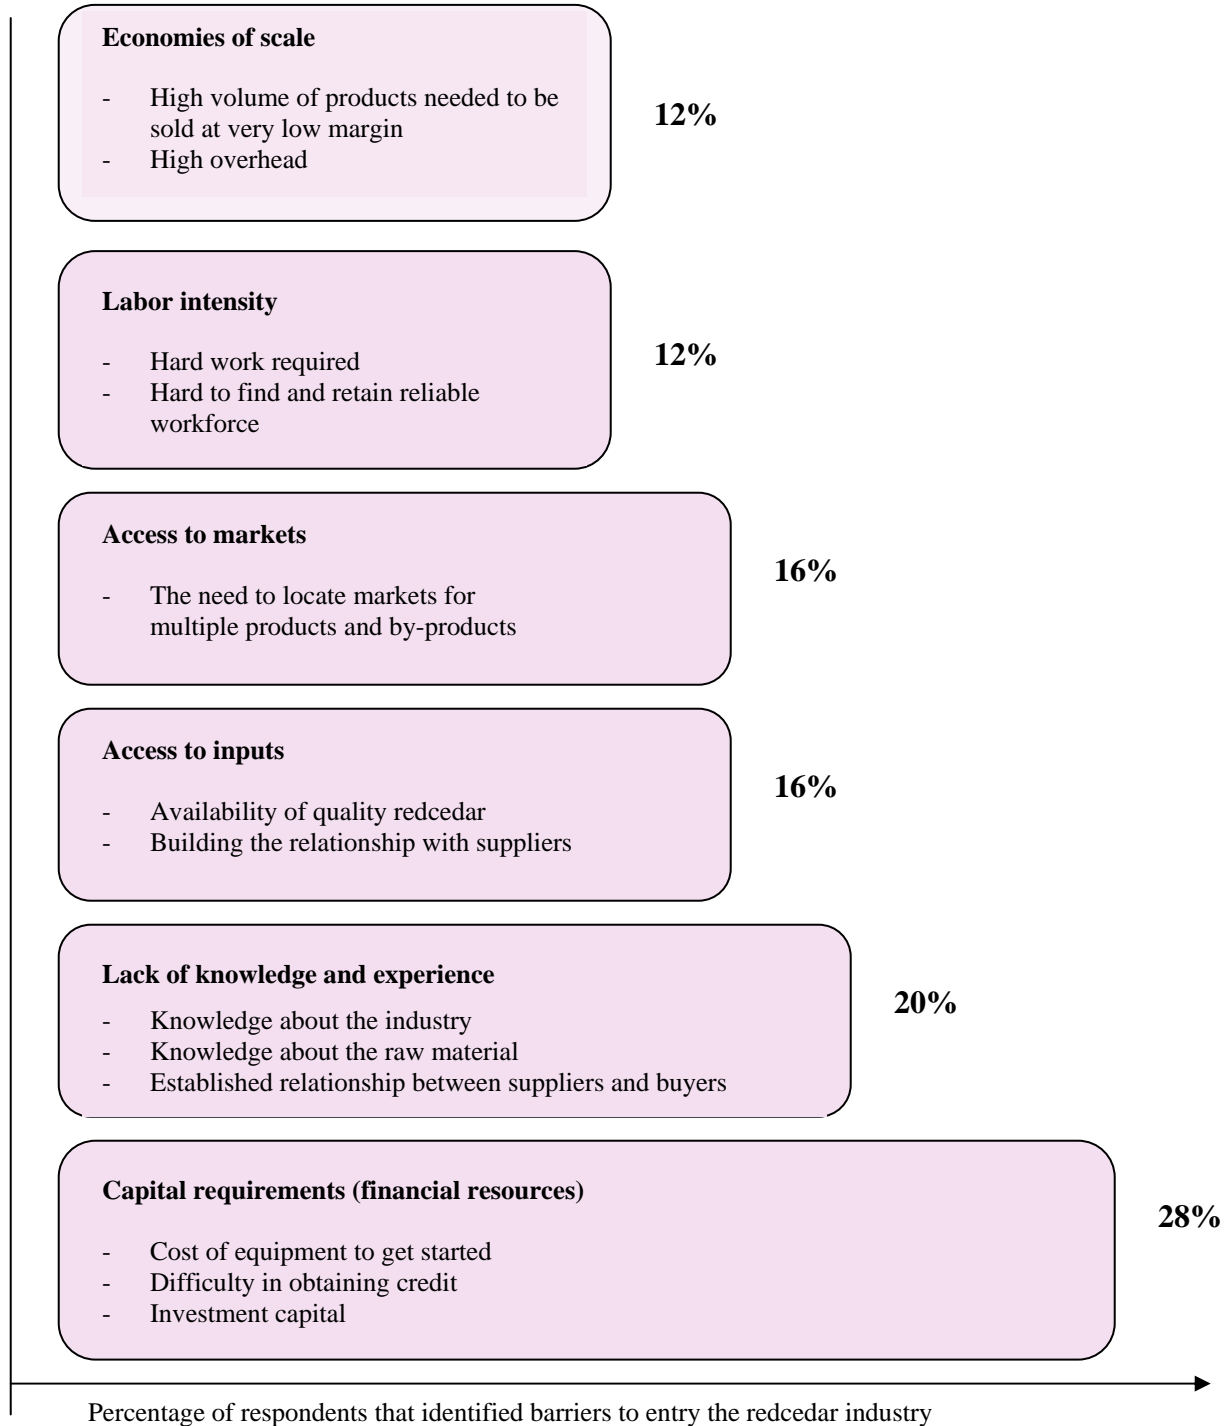 Economies of scale
- High volume of products needed to be
sold at very low margin
- High overhead
12%
Labor intensity
- Hard work required
- Hard to find and retain reliable
workforce
12%
Access to markets
- The need to locate markets for
multiple products and by-products
16%
Access to inputs
- Availability of quality redcedar
- Building the relationship with suppliers
16%
Lack of knowledge and experience
- Knowledge about the industry
- Knowledge about the raw material
- Established relationship between suppliers and buyers
20%
Capital requirements (financial resources)
- Cost of equipment to get started
- Difficulty in obtaining credit
- Investment capital
28%
Percentage of respondents that identified barriers to entry the redcedar industry